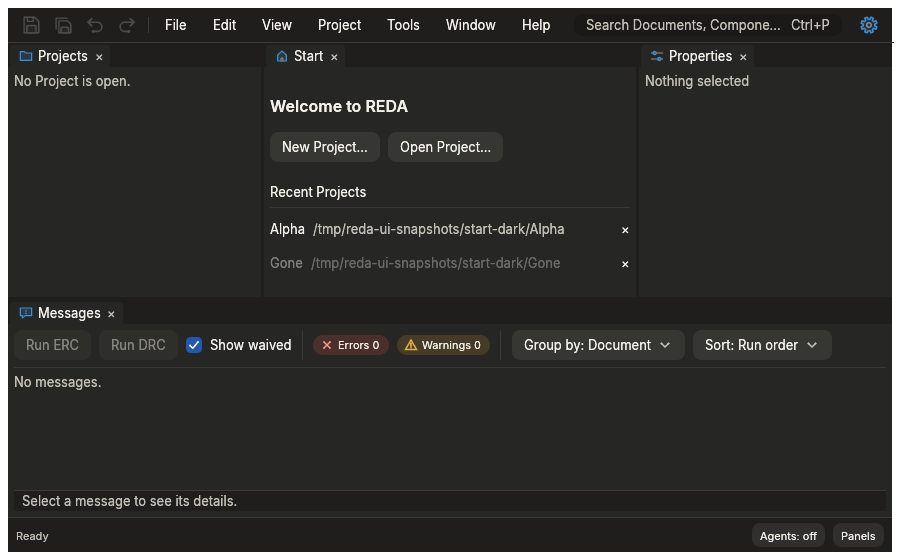 File Edit View Project Tools Window Help Search Documents, Compone... Ctrl+P
Projects ×
No Project is open.
Start ×
Welcome to REDA
New Project... Open Project...
Recent Projects
Alpha /tmp/reda-ui-snapshots/start-dark/Alpha ×
Gone /tmp/reda-ui-snapshots/start-dark/Gone ×
Properties ×
Nothing selected
Messages ×
Run ERC Run DRC Show waived Errors 0 Warnings 0 Group by: Document Sort: Run order
No messages.
Select a message to see its details.
Ready Agents: off Panels